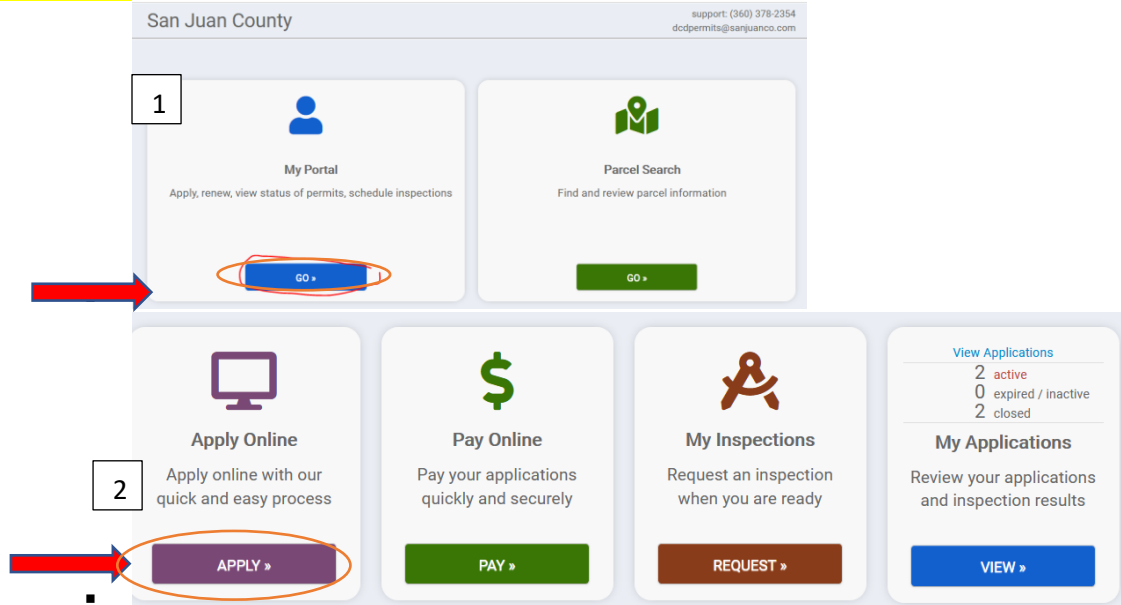 San Juan County
support: (360) 378-2354
dcdpermits@sanjuanco.com
1
My Portal
Apply, renew, view status of permits, schedule inspections
GO »
Parcel Search
Find and review parcel information
GO »
2
Apply Online
Apply online with our
quick and easy process
APPLY »
Pay Online
Pay your applications
quickly and securely
PAY »
My Inspections
Request an inspection
when you are ready
REQUEST »
View Applications
2 active
0 expired / inactive
2 closed
My Applications
Review your applications
and inspection results
VIEW »